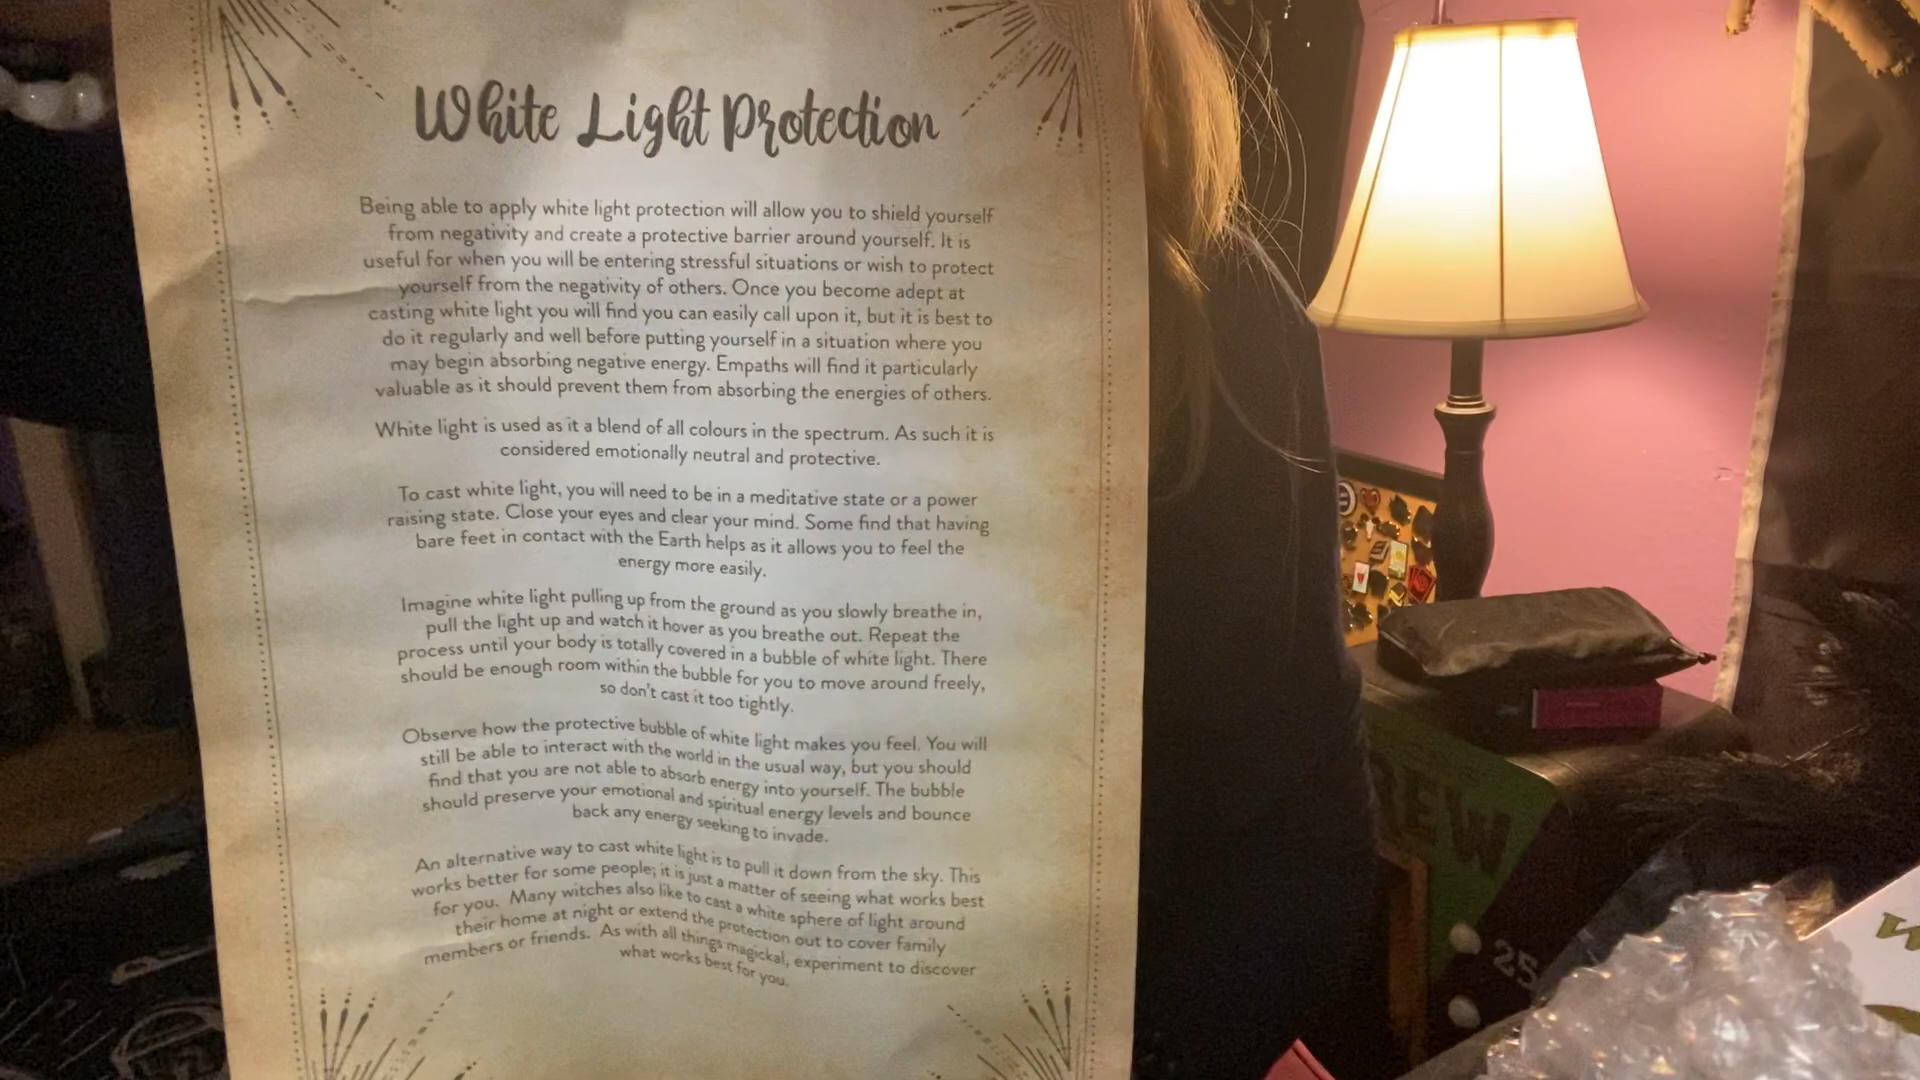 White Light Protection
Being able to apply white light protection will allow you to shield yourself
from negativity and create a protective barrier around yourself. It is
useful for when you will be entering stressful situations or wish to protect
yourself from the negativity of others. Once you become adept at
casting white light you will find you can easily call upon it, but it is best to
do it regularly and well before putting yourself in a situation where you
may begin absorbing negative energy. Empaths will find it particularly
valuable as it should prevent them from absorbing the energies of others.
White light is used as it a blend of all colours in the spectrum. As such it is
considered emotionally neutral and protective.
To cast white light, you will need to be in a meditative state or a power
raising state. Close your eyes and clear your mind. Some find that having
bare feet in contact with the Earth helps as it allows you to feel the
energy more easily.
Imagine white light pulling up from the ground as you slowly breathe in,
pull the light up and watch it hover as you breathe out. Repeat the
process until your body is totally covered in a bubble of white light. There
should be enough room within the bubble for you to move around freely,
so don't cast it too tightly.
Observe how the protective bubble of white light makes you feel. You will
still be able to interact with the world in the usual way, but you should
find that you are not able to absorb energy into yourself. The bubble
should preserve your emotional and spiritual energy levels and bounce
back any energy seeking to invade.
An alternative way to cast white light is to pull it down from the sky. This
works better for some people; it is just a matter of seeing what works best
for you. Many witches also like to cast a white sphere of light around
their home at night or extend the protection out to cover family
members or friends. As with all things magickal, experiment to discover
what works best for you.
25